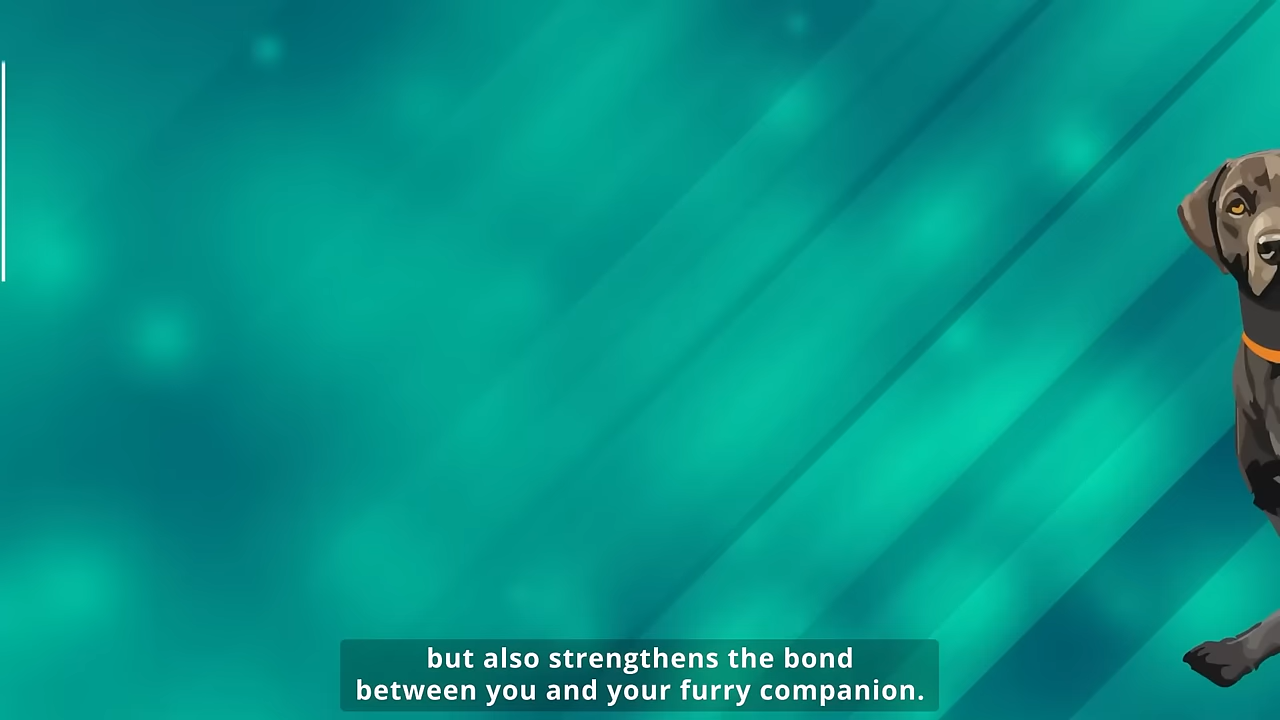 but also strengthens the bond
between you and your furry companion.